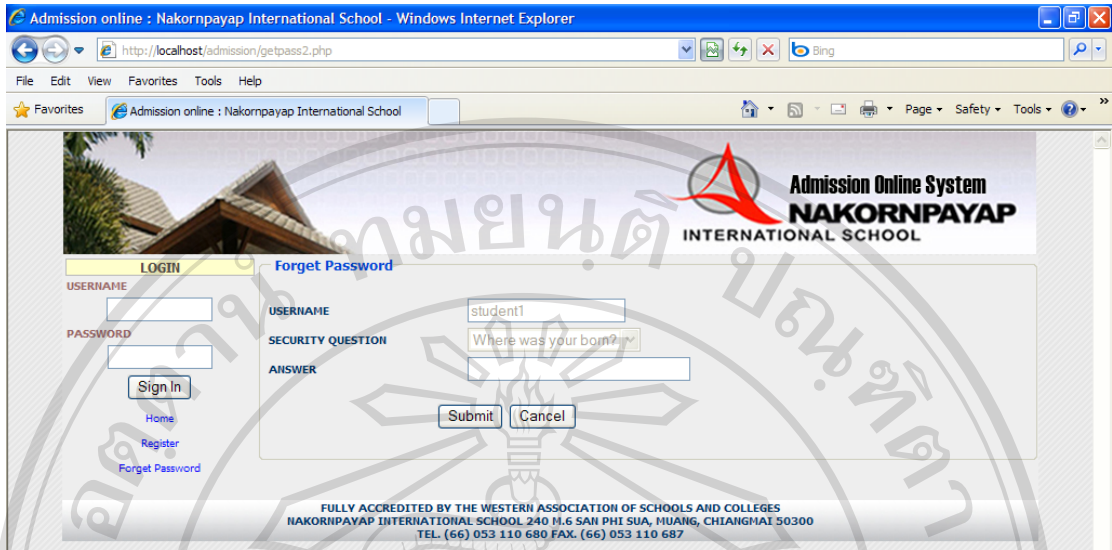 Admission online : Nakornpayap International School - Windows Internet Explorer
http://localhost/admission/getpass2.php
Bing
File Edit View Favorites Tools Help
Favorites Admission online : Nakornpayap International School Page Safety Tools »
Admission Online System
NAKORNPAYAP
INTERNATIONAL SCHOOL
LOGIN
USERNAME
PASSWORD
Sign In
Home
Register
Forget Password
Forget Password
USERNAME student1
SECURITY QUESTION Where was your born?
ANSWER
Submit Cancel
FULLY ACCREDITED BY THE WESTERN ASSOCIATION OF SCHOOLS AND COLLEGES
NAKORNPAYAP INTERNATIONAL SCHOOL 240 M.6 SAN PHI SUA, MUANG, CHIANGMAI 50300
TEL. (66) 053 110 680 FAX. (66) 053 110 687